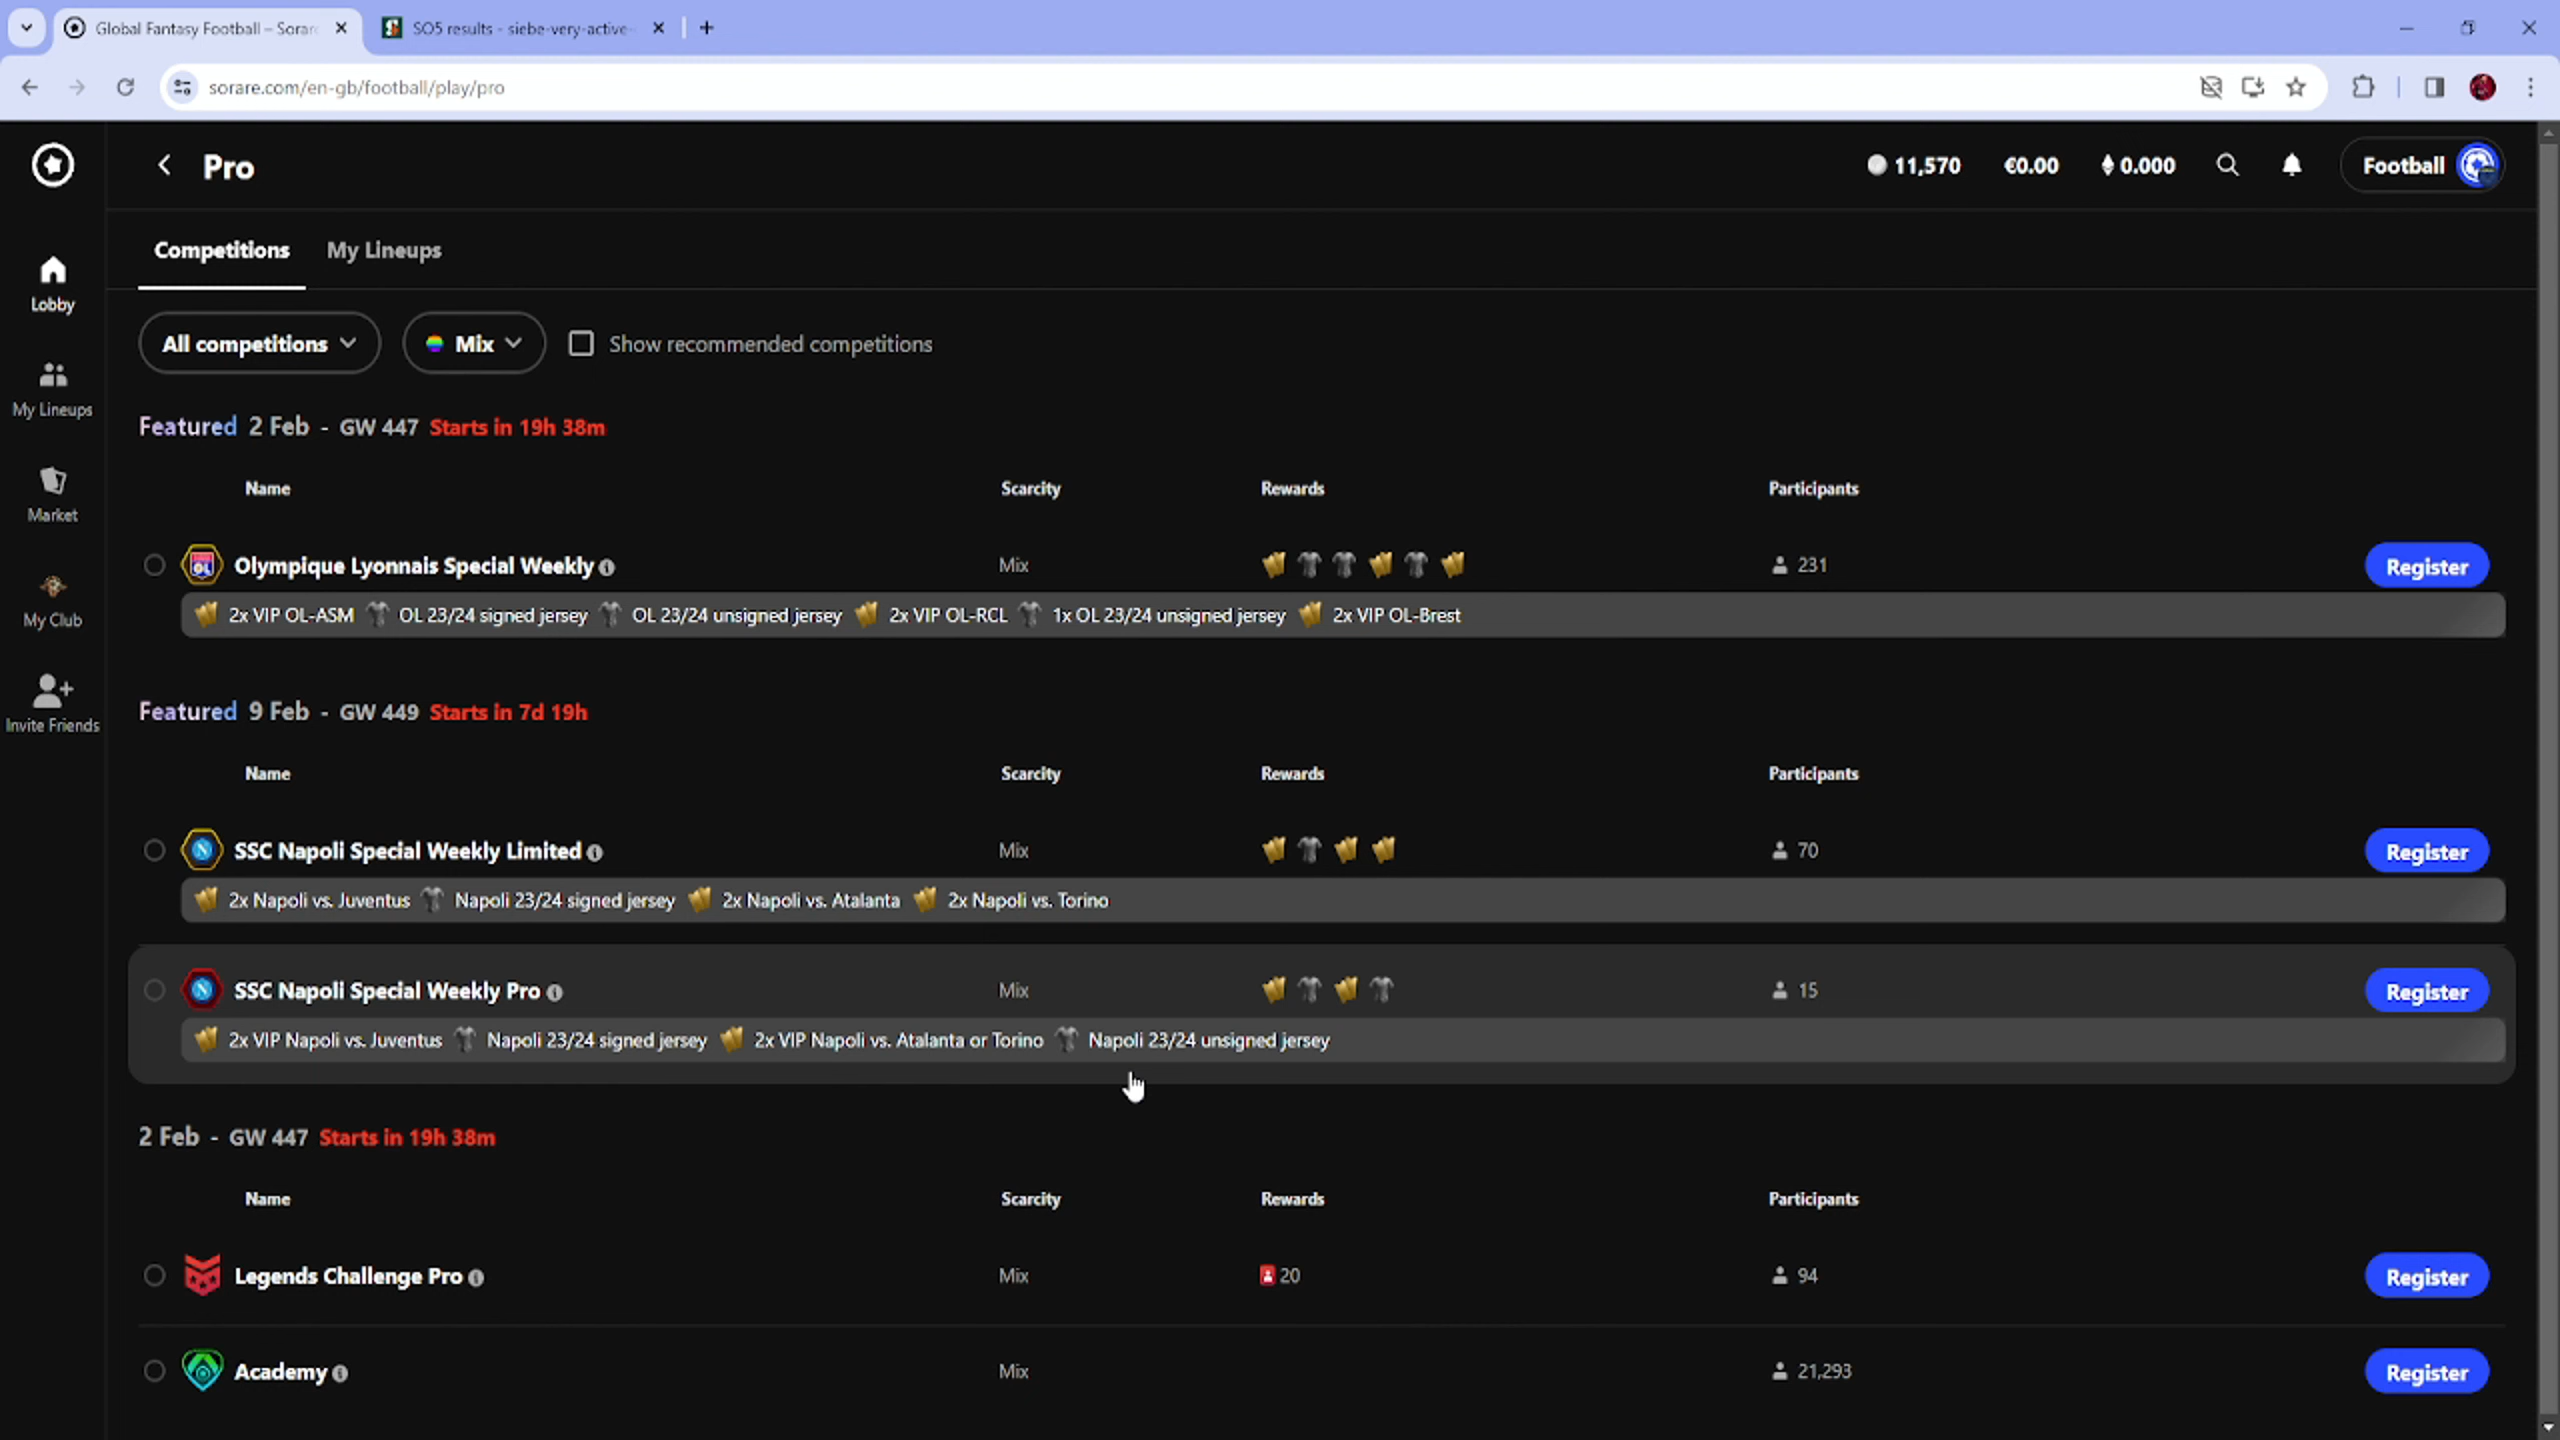 Global Fantasy Football – Sorar
SO5 results - siebe-very-active-
sorare.com/en-gb/football/play/pro
Pro
11,570 €0.00 0.000 Football
Competitions My Lineups
Lobby
All competitions Mix Show recommended competitions
My Lineups
Featured 2 Feb - GW 447 Starts in 19h 38m
Name Scarcity Rewards Participants
Market
Olympique Lyonnais Special Weekly Mix 231 Register
2x VIP OL-ASM OL 23/24 signed jersey OL 23/24 unsigned jersey 2x VIP OL-RCL 1x OL 23/24 unsigned jersey 2x VIP OL-Brest
My Club
Featured 9 Feb - GW 449 Starts in 7d 19h
Invite Friends
Name Scarcity Rewards Participants
SSC Napoli Special Weekly Limited Mix 70 Register
2x Napoli vs. Juventus Napoli 23/24 signed jersey 2x Napoli vs. Atalanta 2x Napoli vs. Torino
SSC Napoli Special Weekly Pro Mix 15 Register
2x VIP Napoli vs. Juventus Napoli 23/24 signed jersey 2x VIP Napoli vs. Atalanta or Torino Napoli 23/24 unsigned jersey
2 Feb - GW 447 Starts in 19h 38m
Name Scarcity Rewards Participants
Legends Challenge Pro Mix 20 94 Register
Academy Mix 21,293 Register